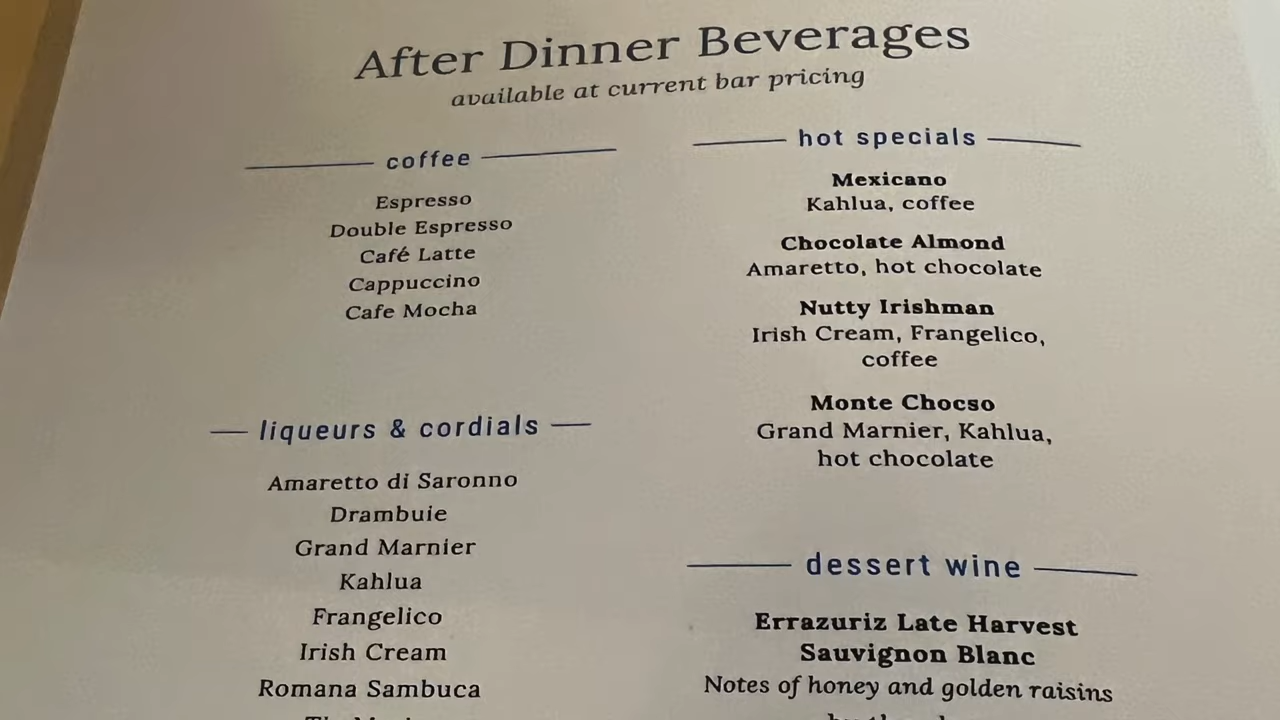 After Dinner Beverages
available at current bar pricing
coffee
Espresso
Double Espresso
Café Latte
Cappuccino
Cafe Mocha
liqueurs & cordials
Amaretto di Saronno
Drambuie
Grand Marnier
Kahlua
Frangelico
Irish Cream
Romana Sambuca
hot specials
Mexicano
Kahlua, coffee
Chocolate Almond
Amaretto, hot chocolate
Nutty Irishman
Irish Cream, Frangelico,
coffee
Monte Chocso
Grand Marnier, Kahlua,
hot chocolate
dessert wine
Errazuriz Late Harvest
Sauvignon Blanc
Notes of honey and golden raisins